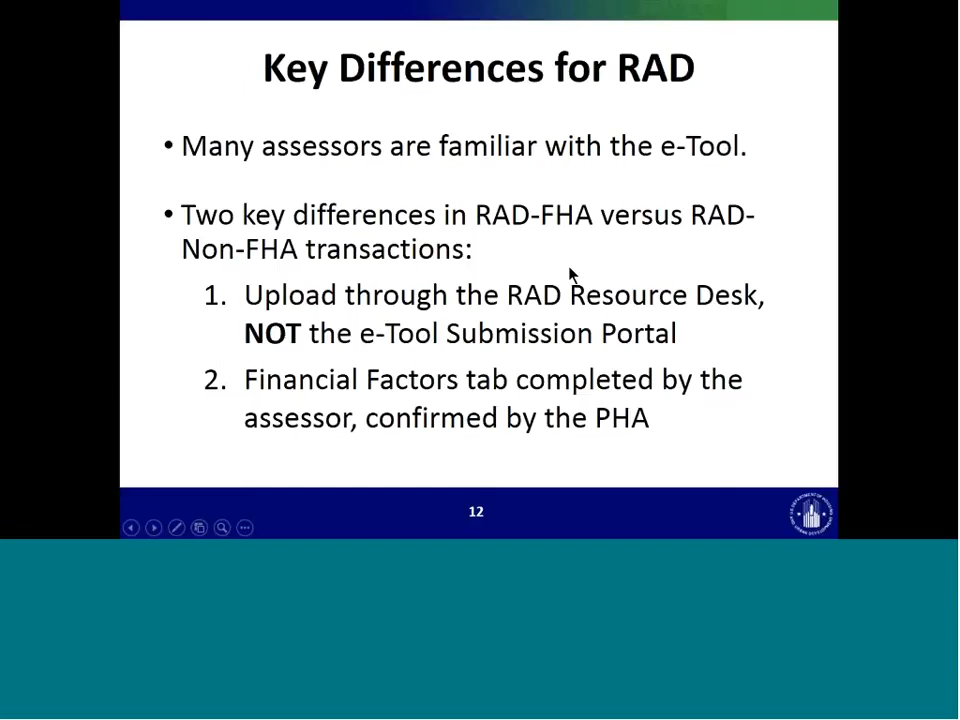 Key Differences for RAD
• Many assessors are familiar with the e-Tool.
• Two key differences in RAD-FHA versus RAD-
Non-FHA transactions:
1. Upload through the RAD Resource Desk,
NOT the e-Tool Submission Portal
2. Financial Factors tab completed by the
assessor, confirmed by the PHA
12